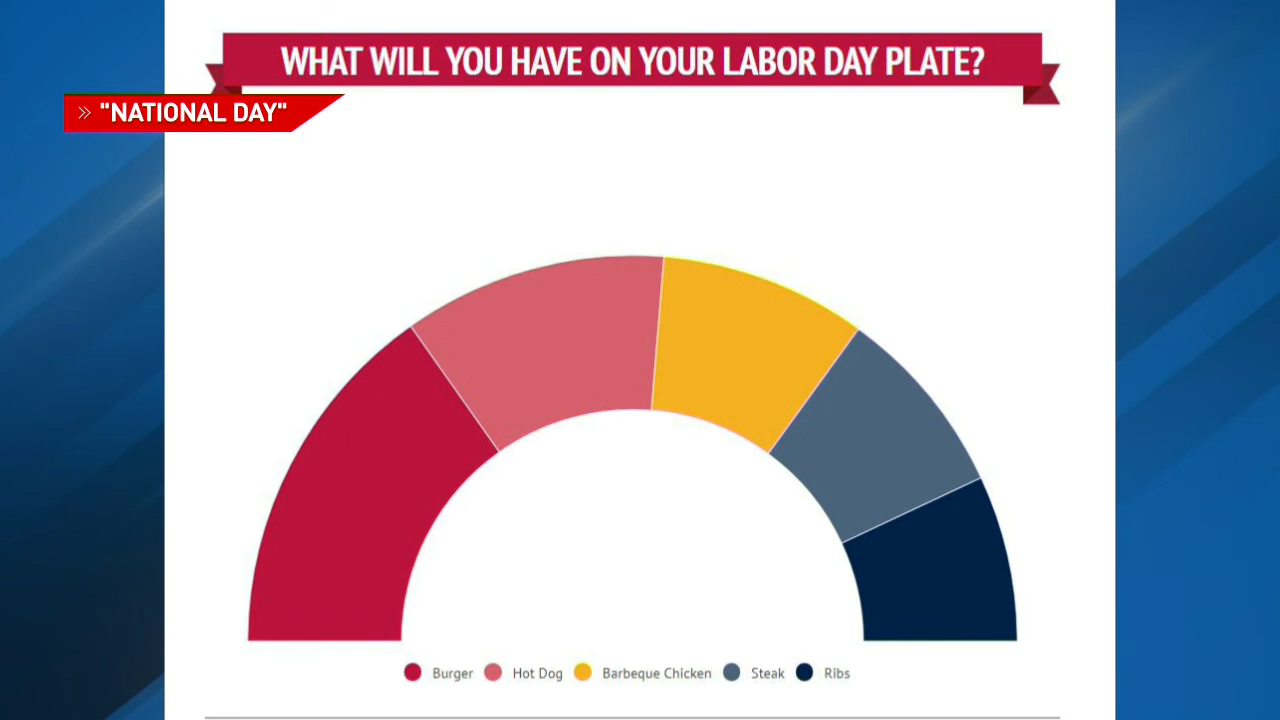 WHAT WILL YOU HAVE ON YOUR LABOR DAY PLATE?
» "NATIONAL DAY"
Burger Hot Dog Barbeque Chicken Steak Ribs